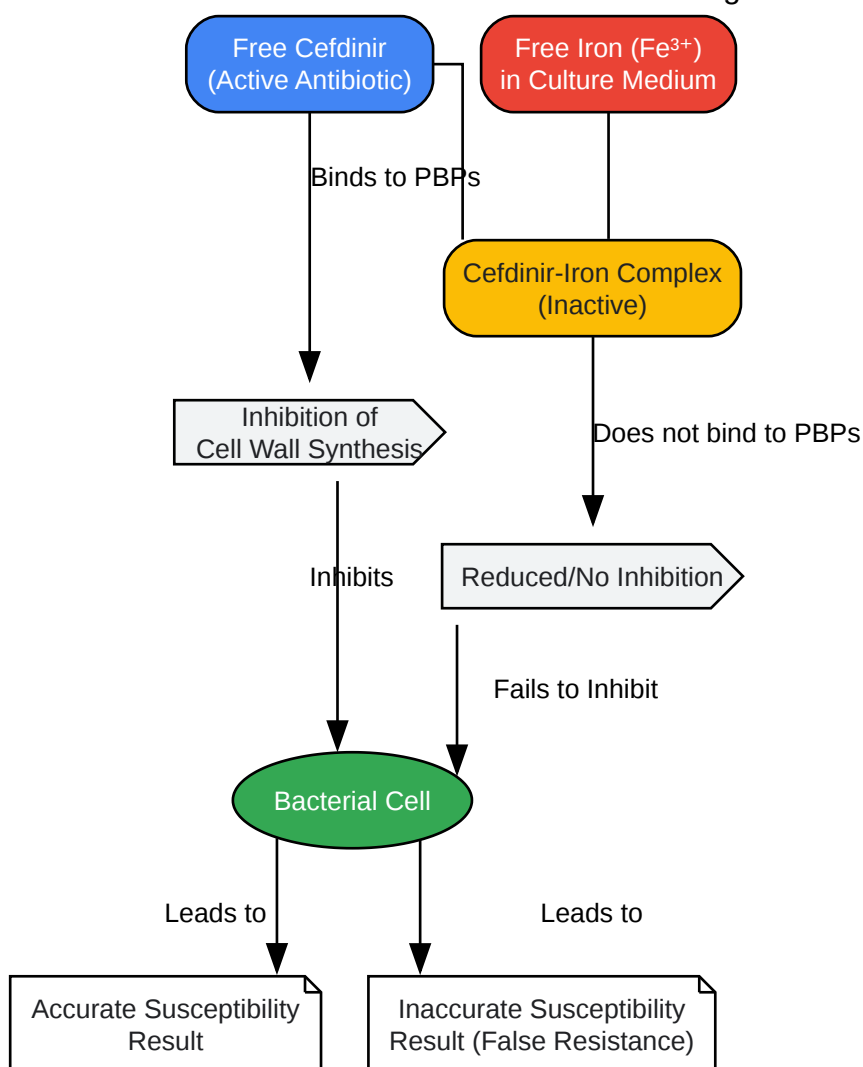 Free Cefdinir
(Active Antibiotic)
Free Iron (Fe³⁺)
in Culture Medium
Binds to PBPs
Cefdinir-Iron Complex
(Inactive)
Inhibition of
Cell Wall Synthesis
Does not bind to PBPs
Inhibits
Reduced/No Inhibition
Fails to Inhibit
Bacterial Cell
Leads to
Leads to
Accurate Susceptibility
Result
Inaccurate Susceptibility
Result (False Resistance)